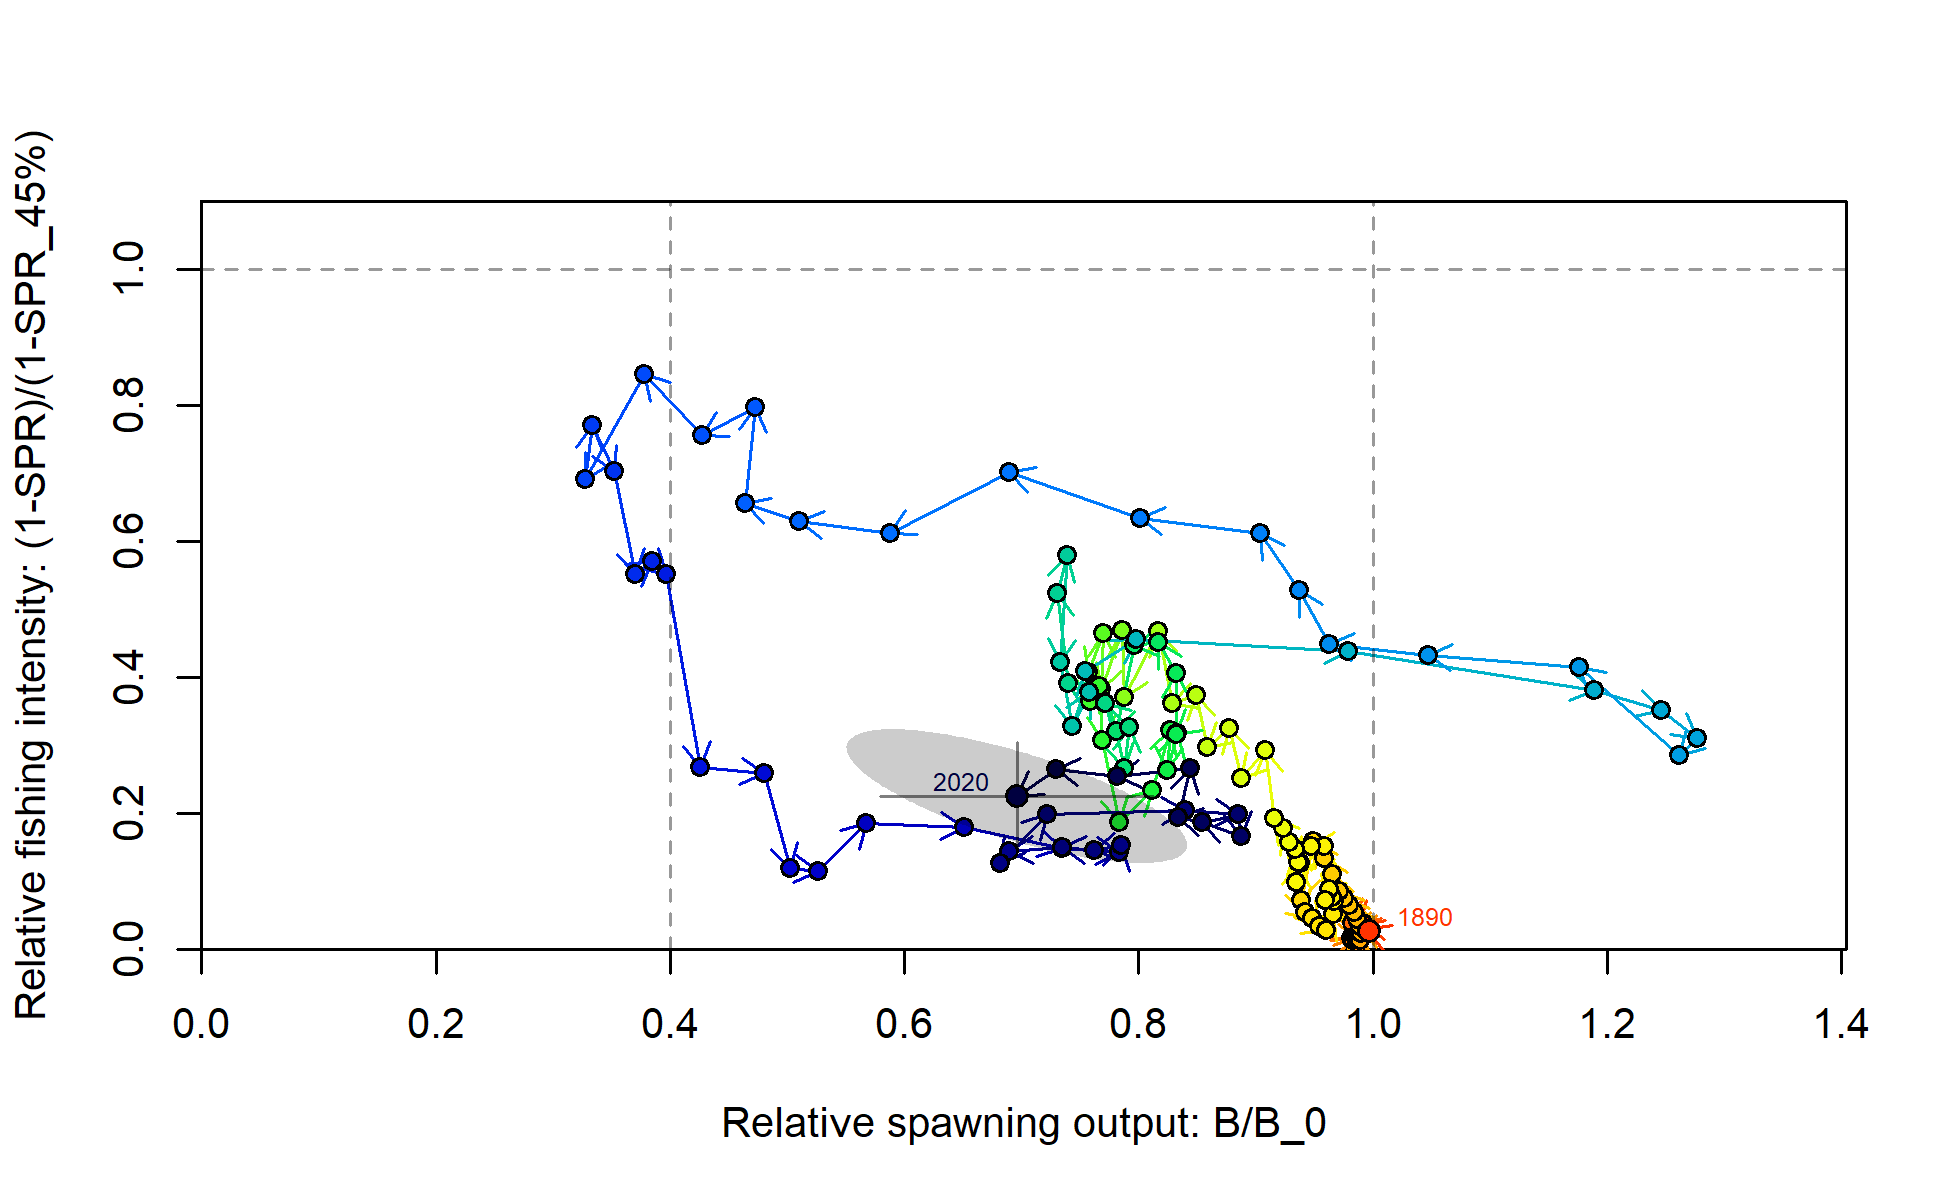 Relative fishing intensity: (1-SPR)/(1-SPR_45%)
1.0
0.8
0.6
0.4
0.2
0.0
2020
1890
0.0 0.2 0.4 0.6 0.8 1.0 1.2 1.4
Relative spawning output: B/B_0